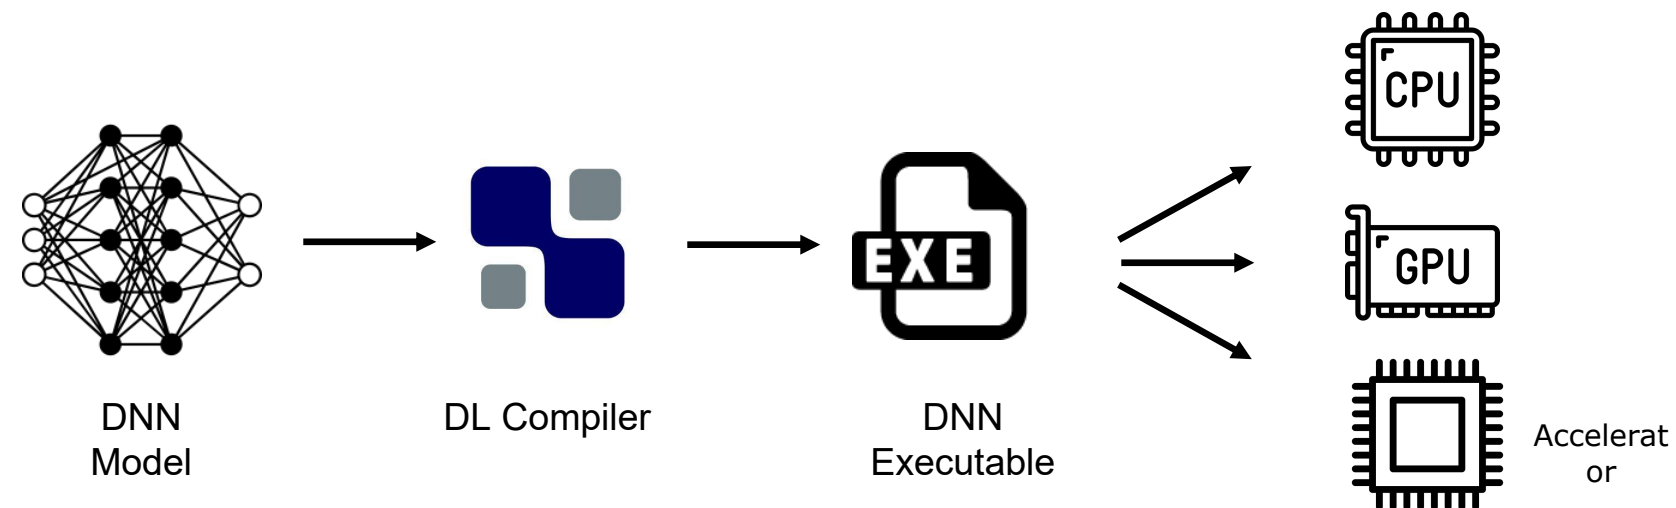 DNN
Model
DL Compiler
EXE
DNN
Executable
CPU
GPU
Accelerat
or